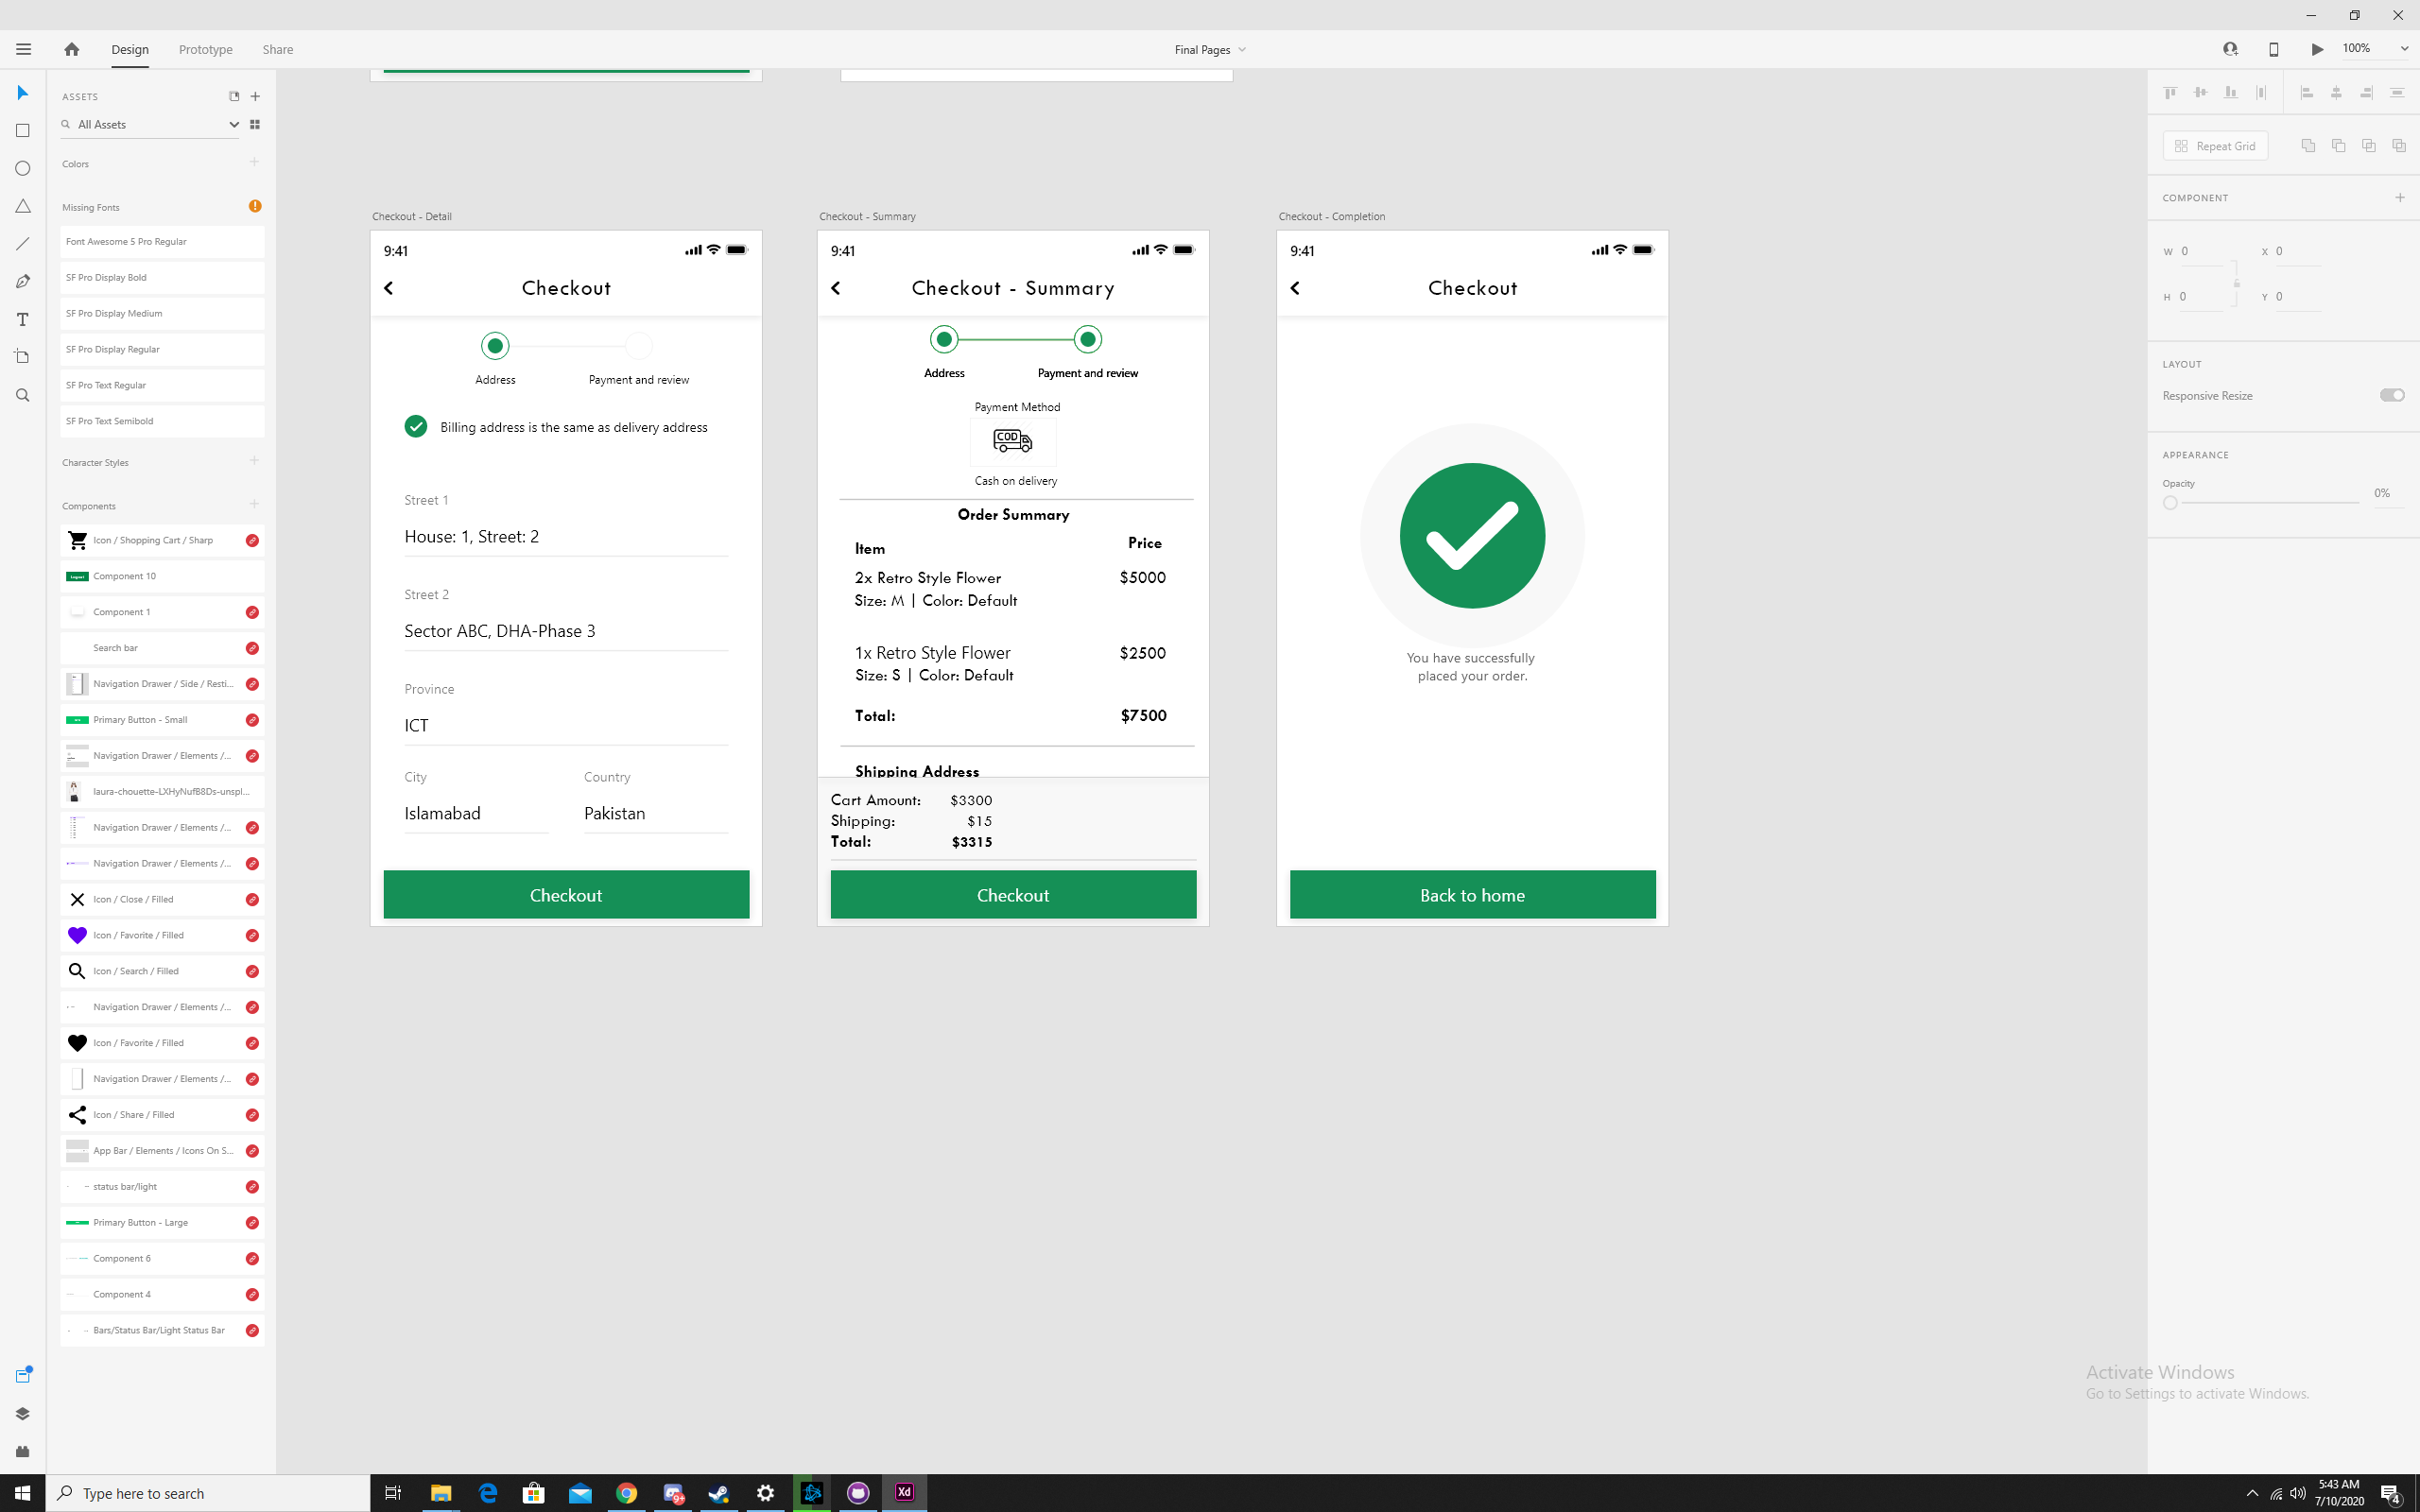 Design
Prototype
Share
Final Pages
100%
ASSETS
All Assets
Colors
Missing Fonts
Font Awesome 5 Pro Regular
SF Pro Display Bold
SF Pro Display Medium
SF Pro Display Regular
SF Pro Text Regular
SF Pro Text Semibold
Character Styles
Components
Icon / Shopping Cart / Sharp
Component 10
Component 1
Search bar
Navigation Drawer / Side / Resti...
Primary Button - Small
Navigation Drawer / Elements /...
laura-chouette-LXHyNufB8Ds-unspl...
Navigation Drawer / Elements /...
Navigation Drawer / Elements /...
Icon / Close / Filled
Icon / Favorite / Filled
Icon / Search / Filled
Navigation Drawer / Elements /...
Icon / Favorite / Filled
Navigation Drawer / Elements /...
Icon / Share / Filled
App Bar / Elements / Icons On S...
status bar/light
Primary Button - Large
Component 6
Component 4
Bars/Status Bar/Light Status Bar
Checkout - Detail
9:41
Checkout
Address
Payment and review
Billing address is the same as delivery address
Street 1
House: 1, Street: 2
Street 2
Sector ABC, DHA-Phase 3
Province
ICT
City
Country
Islamabad
Pakistan
Checkout
Checkout - Summary
9:41
Checkout - Summary
Address
Payment and review
Payment Method
COD
Cash on delivery
Order Summary
Item
Price
2x Retro Style Flower
$5000
Size: M | Color: Default
1x Retro Style Flower
$2500
Size: S | Color: Default
Total:
$7500
Shipping Address
Cart Amount:
$3300
Shipping:
$15
Total:
$3315
Checkout
Checkout - Completion
9:41
Checkout
You have successfully
placed your order.
Back to home
Repeat Grid
COMPONENT
W 0
X 0
H 0
Y 0
LAYOUT
Responsive Resize
APPEARANCE
Opacity
0%
Activate Windows
Go to Settings to activate Windows.
Type here to search
9+
Xd
5:43 AM
7/10/2020
4